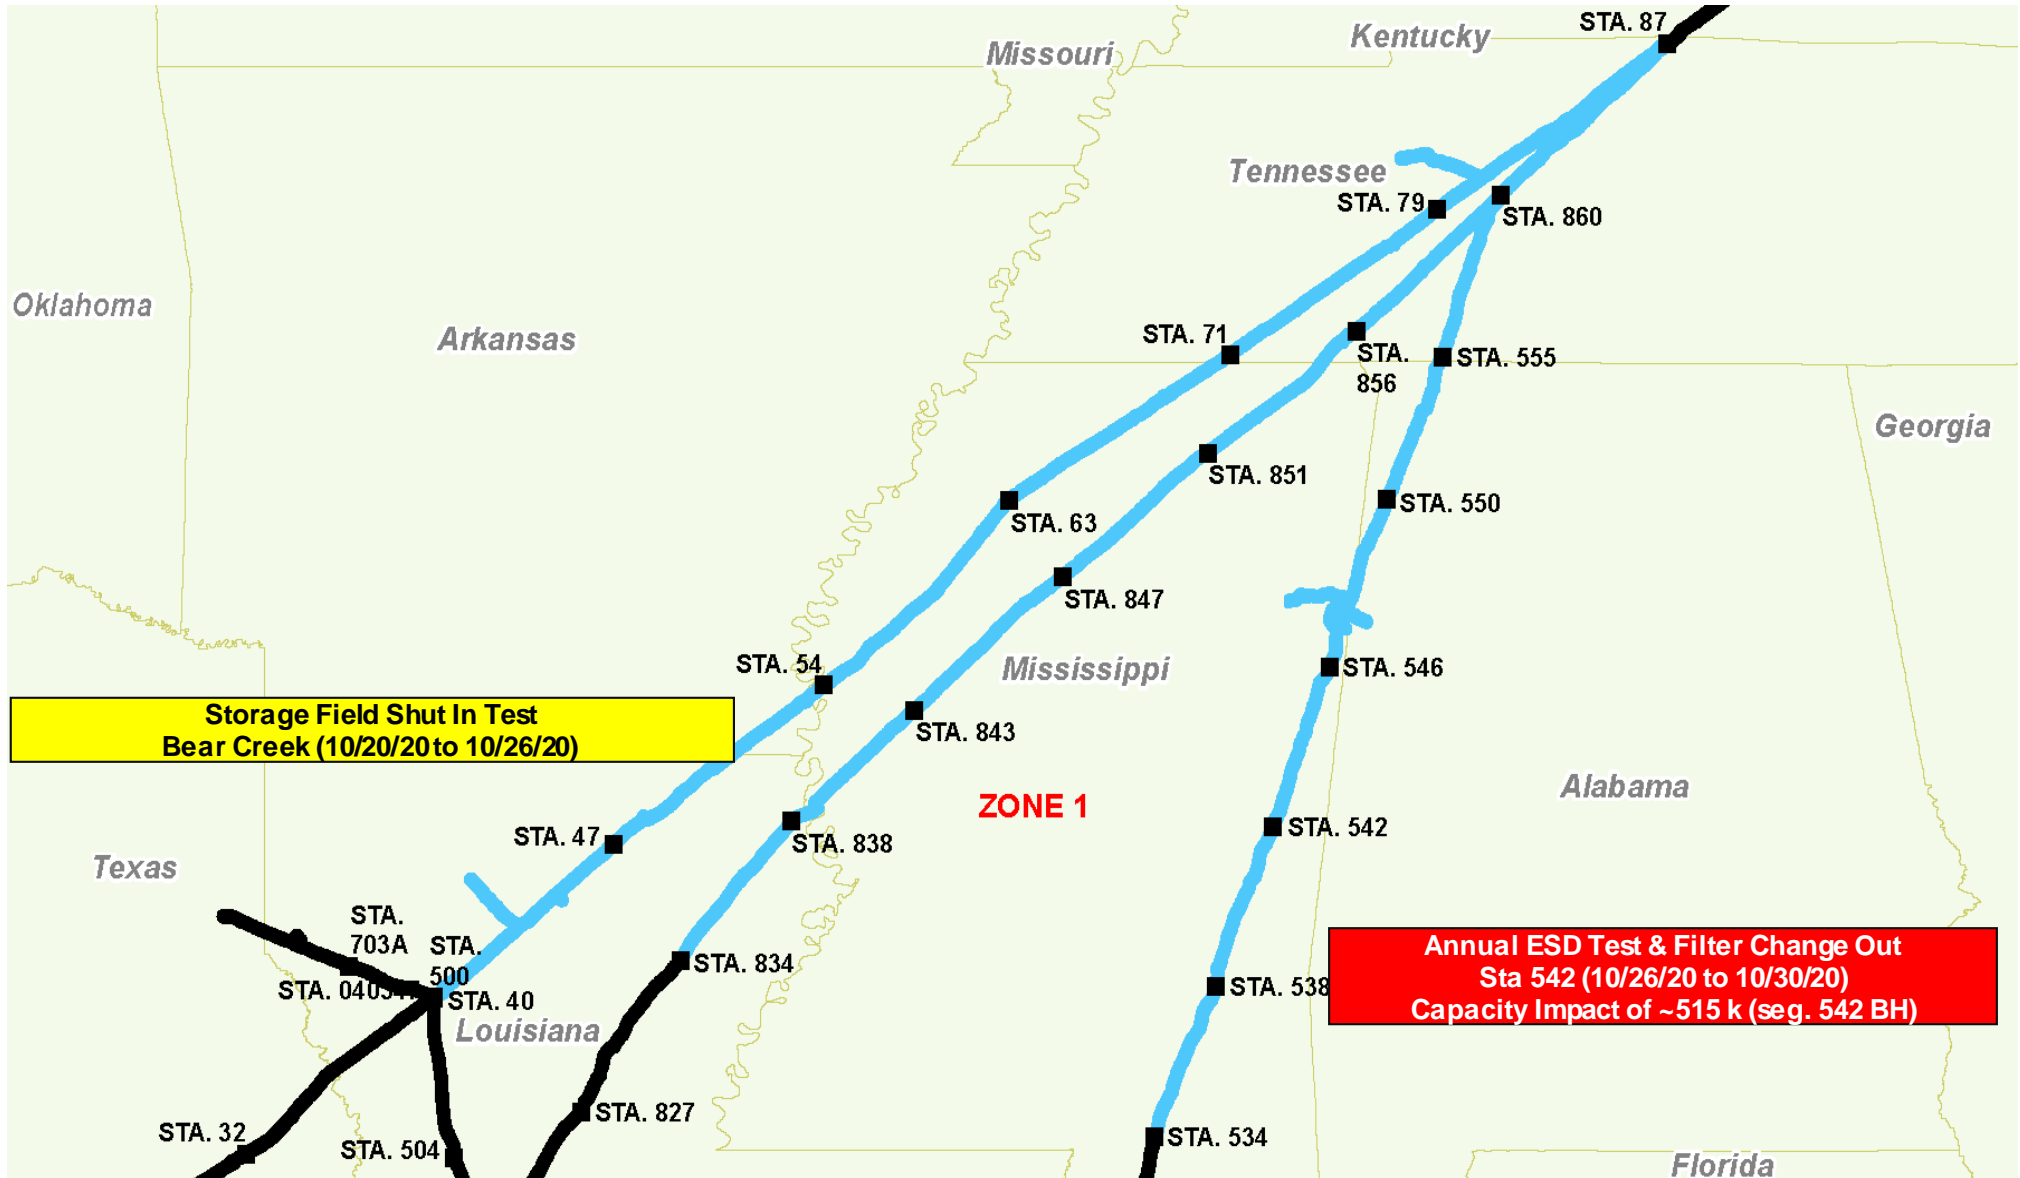 STA. 87
Kentucky
Missouri
Tennessee
STA. 79
STA. 860
Oklahoma
Arkansas
STA. 71
STA.
856
STA. 555
Georgia
STA. 851
STA. 550
STA. 63
STA. 847
STA. 54
Mississippi
STA. 546
Storage Field Shut In Test
Bear Creek (10/20/20 to 10/26/20)
STA. 843
Alabama
ZONE 1
STA. 47
STA. 838
STA. 542
Texas
STA.
703A
STA.
500
STA. 834
Annual ESD Test & Filter Change Out
Sta 542 (10/26/20 to 10/30/20)
Capacity Impact of ~515 k (seg. 542 BH)
STA. 538
STA.
STA. 40
Louisiana
STA. 827
STA. 32
STA. 504
STA. 534
Florida